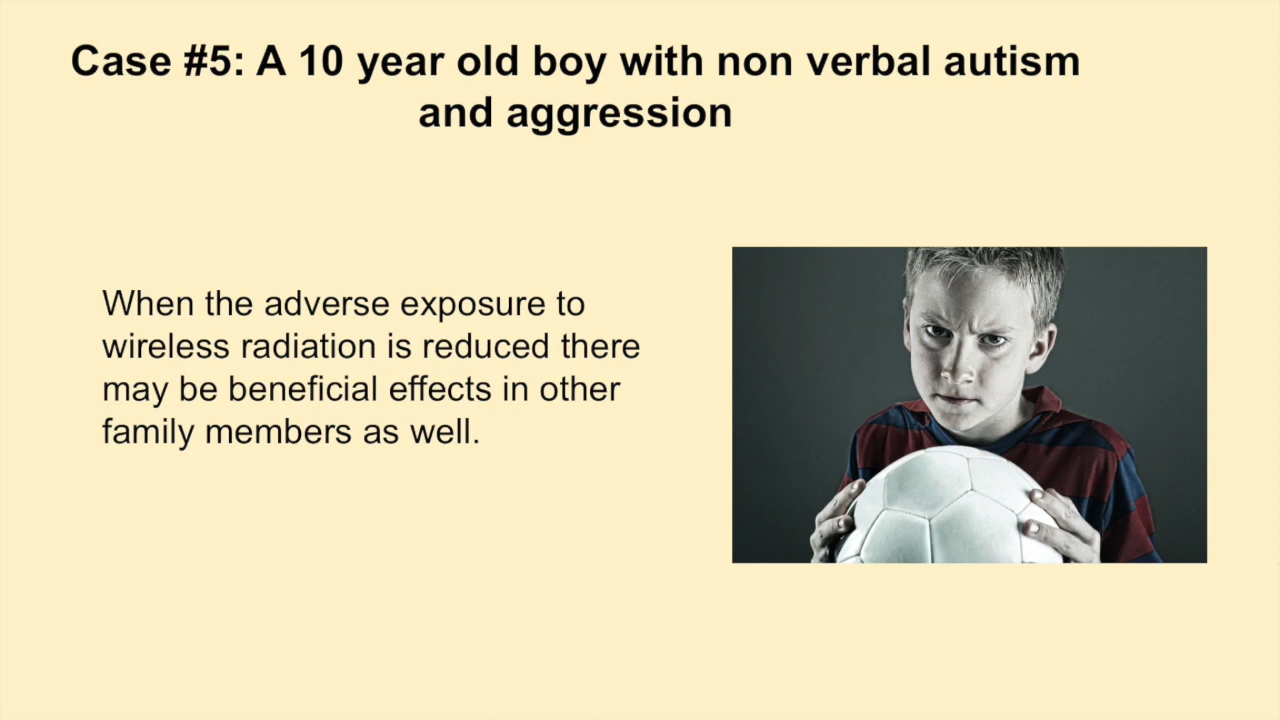 Case #5: A 10 year old boy with non verbal autism
and aggression
When the adverse exposure to
wireless radiation is reduced there
may be beneficial effects in other
family members as well.